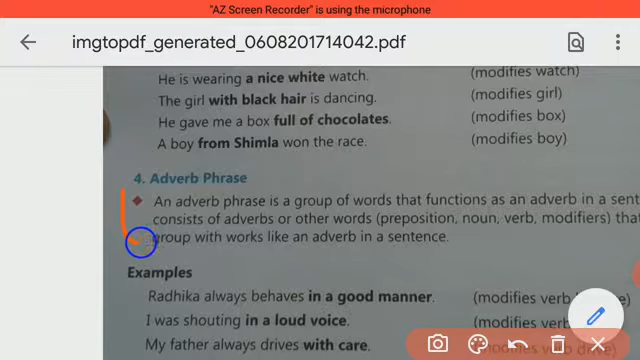 "AZ Screen Recorder" is using the microphone
imgtopdf_generated_0608201714042.pdf
He is wearing a nice white watch. (modifies watch)
The girl with black hair is dancing. (modifies girl)
He gave me a box full of chocolates. (modifies box)
A boy from Shimla won the race. (modifies boy)
4. Adverb Phrase
An adverb phrase is a group of words that functions as an adverb in a sent
consists of adverbs or other words (preposition, noun, verb, modifiers) tha
group with works like an adverb in a sentence.
Examples
Radhika always behaves in a good manner. (modifies verb
I was shouting in a loud voice. (modifies verb
My father always drives with care. (modifies verb drive)